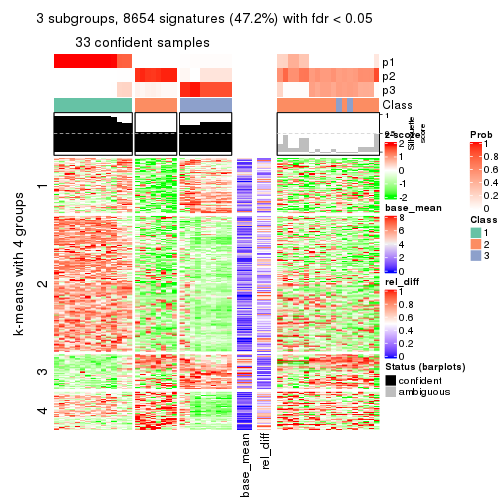 3 subgroups, 8654 signatures (47.2%) with fdr < 0.05
33 confident samples
p1
p2
p3
Class
1
0
Silhouette
score
k-means with 4 groups
1
2
3
4
base_mean
rel_diff
z-score
2
1
0
-1
-2
base_mean
8
6
4
2
0
rel_diff
1
0.8
0.6
0.4
0.2
0
Status (barplots)
confident
ambiguous
Prob
1
0.8
0.6
0.4
0.2
0
Class
1
2
3